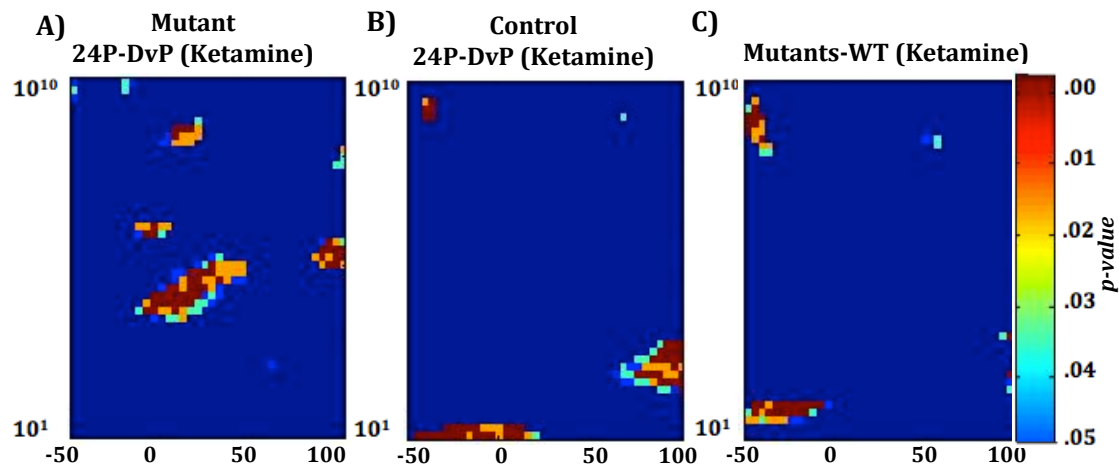 A) Mutant
24P-DvP (Ketamine)
B) Control
24P-DvP (Ketamine)
C)
Mutants-WT (Ketamine)
10¹⁰
10¹
-50 0 50 100
10¹⁰
10¹
-50 0 50 100
10¹⁰
10¹
-50 0 50 100
.00
.01
.02
.03
.04
.05
p-value